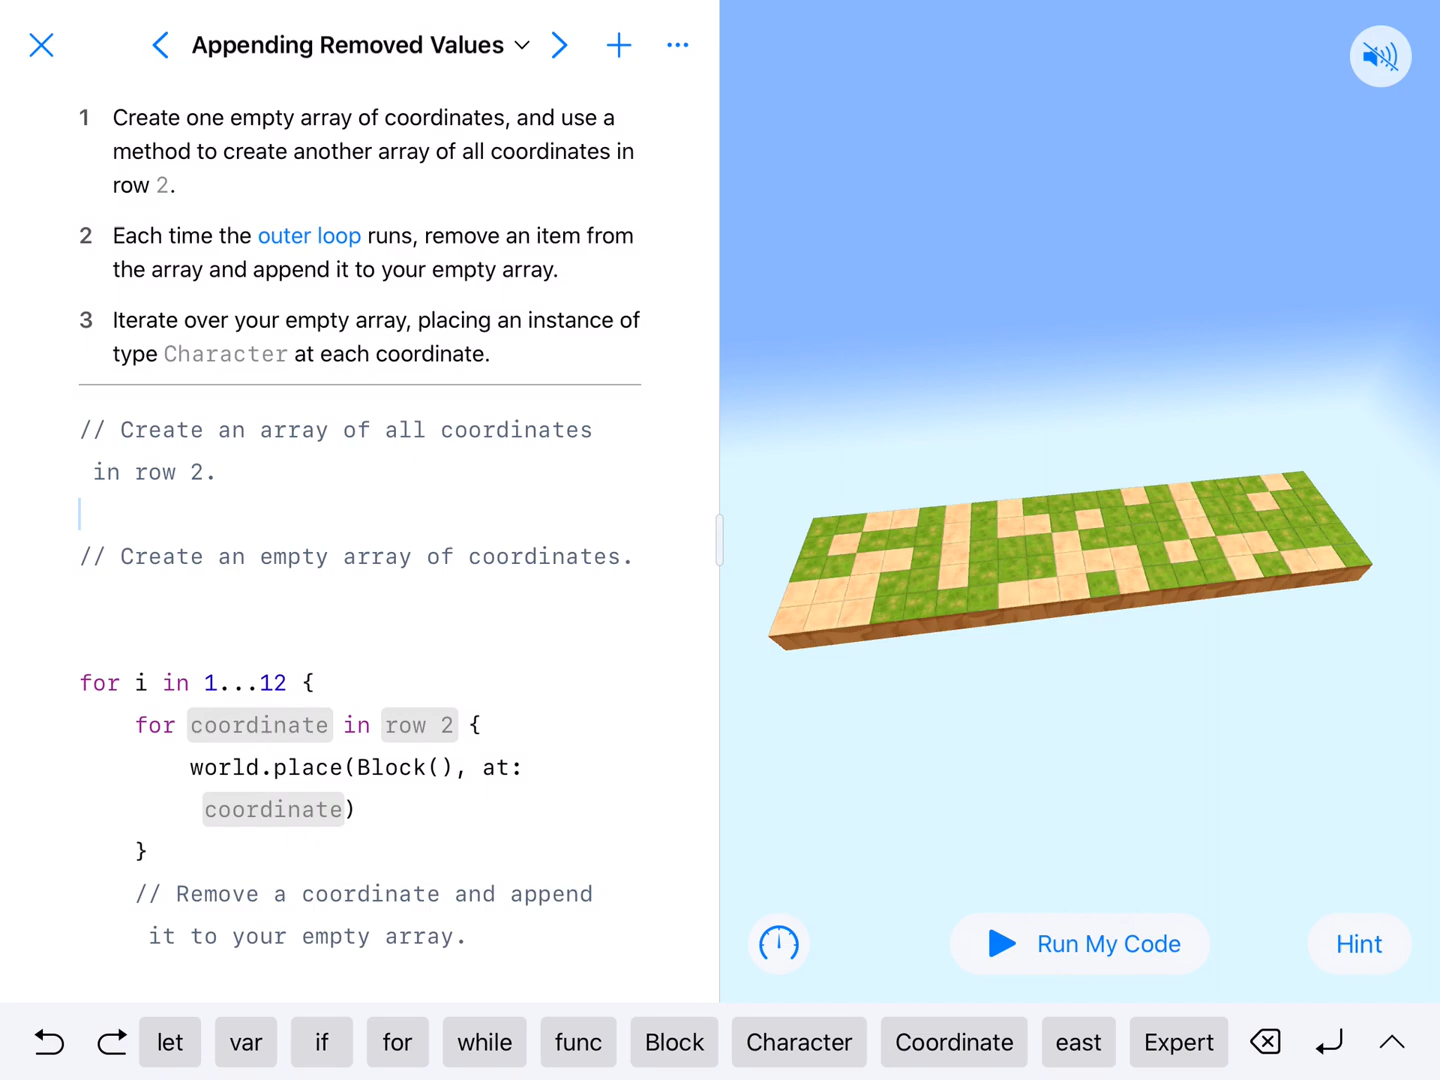 Appending Removed Values
1 Create one empty array of coordinates, and use a
method to create another array of all coordinates in
row 2.
2 Each time the outer loop runs, remove an item from
the array and append it to your empty array.
3 Iterate over your empty array, placing an instance of
type Character at each coordinate.
// Create an array of all coordinates
in row 2.
// Create an empty array of coordinates.
for i in 1...12 {
for coordinate in row 2 {
world.place(Block(), at:
coordinate)
}
// Remove a coordinate and append
it to your empty array.
Run My Code
Hint
let var if for while func Block Character Coordinate east Expert